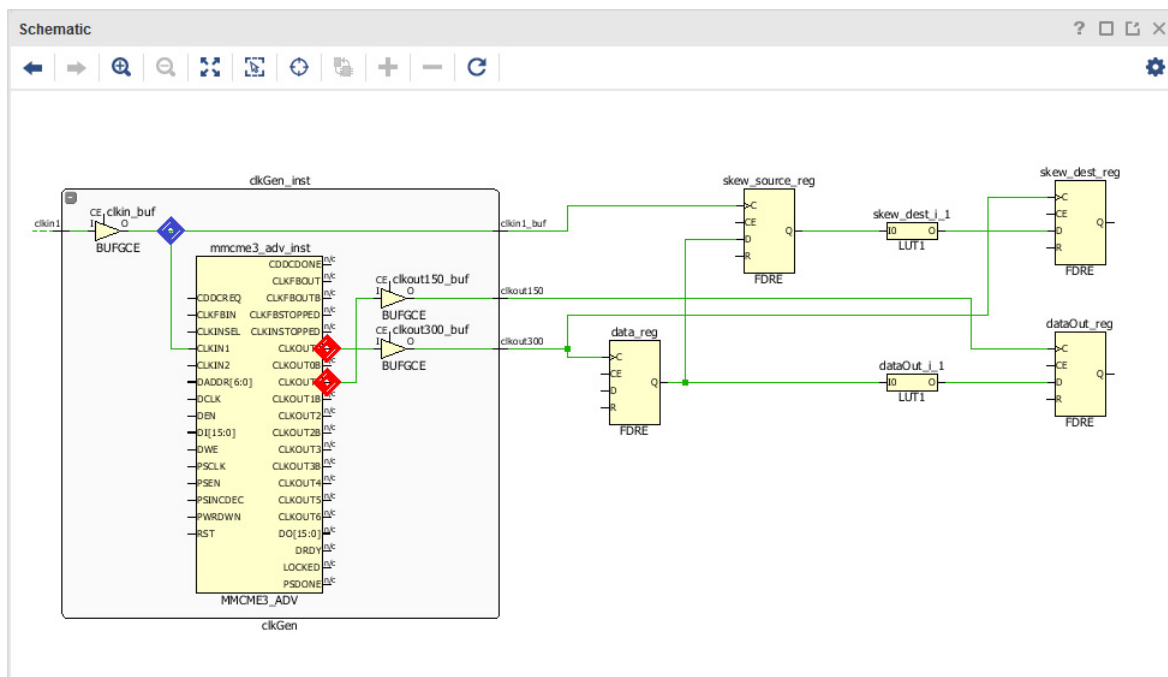 Schematic
?
clkGen_inst
clkin1
CE
clkin_buf
I
O
BUFGCE
clkin1_buf
mmcme3_adv_inst
CDDCDONE
n/c
CLKFBOUT
CDDCREQ
CLKFBOUTB
n/c
CLKFBIN
CLKFBSTOPPED
n/c
CLKINSEL
CLKINSTOPPED
n/c
CLKIN1
CLKOUT
CLKIN2
CLKOUT0B
n/c
DADDR[6:0]
CLKOUT
DCLK
CLKOUT1B
n/c
DEN
CLKOUT2
n/c
DI[15:0]
CLKOUT2B
n/c
DWE
CLKOUT3
n/c
PSCLK
CLKOUT3B
n/c
PSEN
CLKOUT4
n/c
PSINCDEC
CLKOUT5
n/c
PWRDWN
CLKOUT6
n/c
RST
DO[15:0]
n/c
DRDY
n/c
LOCKED
n/c
PSDONE
n/c
MMCME3_ADV
clkGen
CE
clkout150_buf
I
O
BUFGCE
clkout150
CE
clkout300_buf
I
O
BUFGCE
clkout300
data_reg
C
CE
D
Q
R
FDRE
skew_source_reg
C
CE
D
Q
R
FDRE
skew_dest_i_1
I0
O
LUT1
skew_dest_reg
C
CE
Q
D
R
FDRE
dataOut_i_1
I0
O
LUT1
dataOut_reg
C
CE
Q
D
R
FDRE